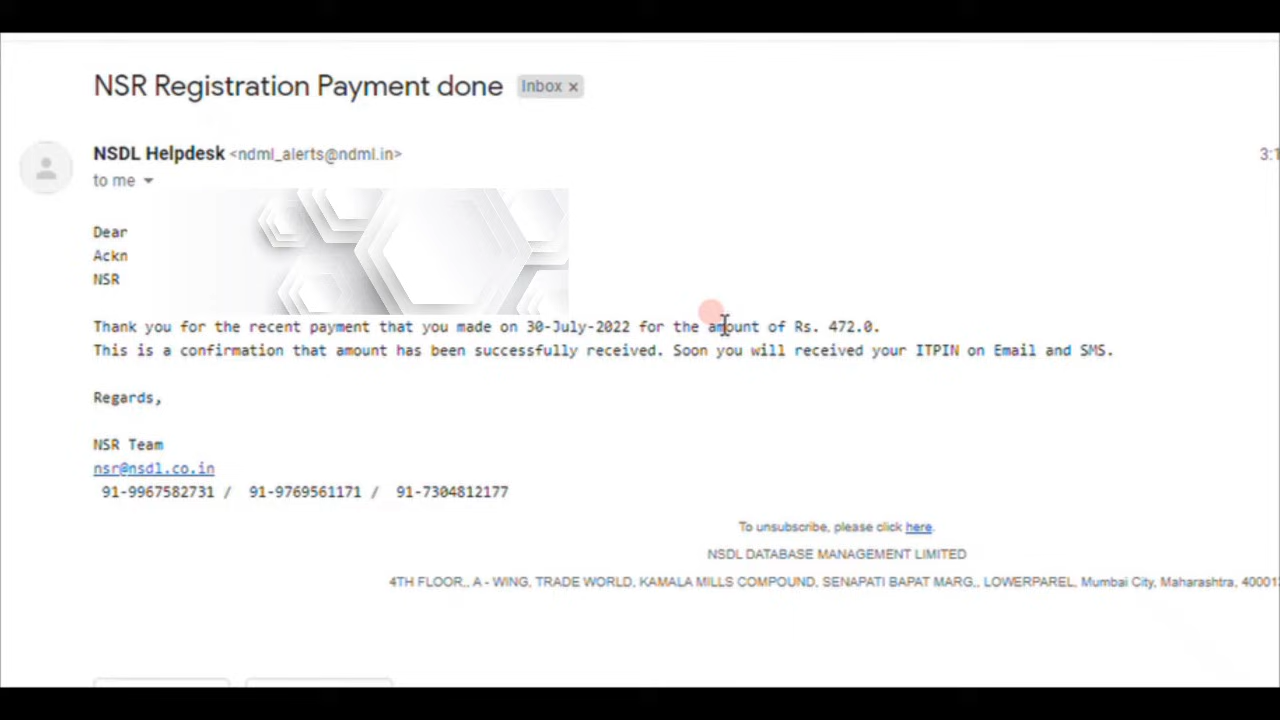 NSR Registration Payment done Inbox x
NSDL Helpdesk <ndml_alerts@ndml.in>
to me
Dear
Ackn
NSR
Thank you for the recent payment that you made on 30-July-2022 for the amount of Rs. 472.0.
This is a confirmation that amount has been successfully received. Soon you will received your ITPIN on Email and SMS.
Regards,
NSR Team
nsr@nsdl.co.in
91-9967582731 / 91-9769561171 / 91-7304812177
To unsubscribe, please click here.
NSDL DATABASE MANAGEMENT LIMITED
4TH FLOOR,, A - WING, TRADE WORLD, KAMALA MILLS COMPOUND, SENAPATI BAPAT MARG,, LOWERPAREL, Mumbai City, Maharashtra,